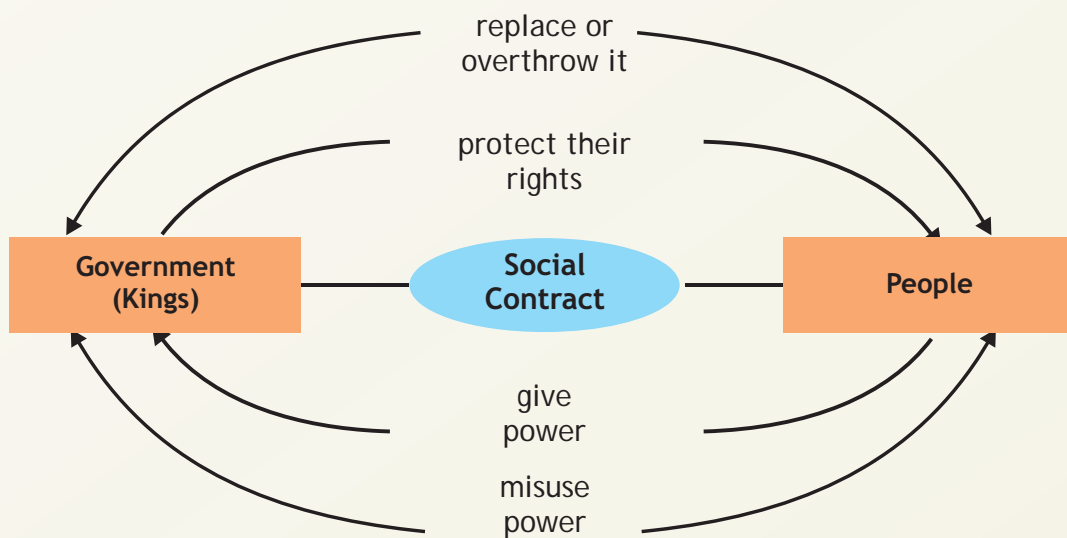 replace or
overthrow it
protect their
rights
Government
(Kings)
Social
Contract
People
give
power
misuse
power